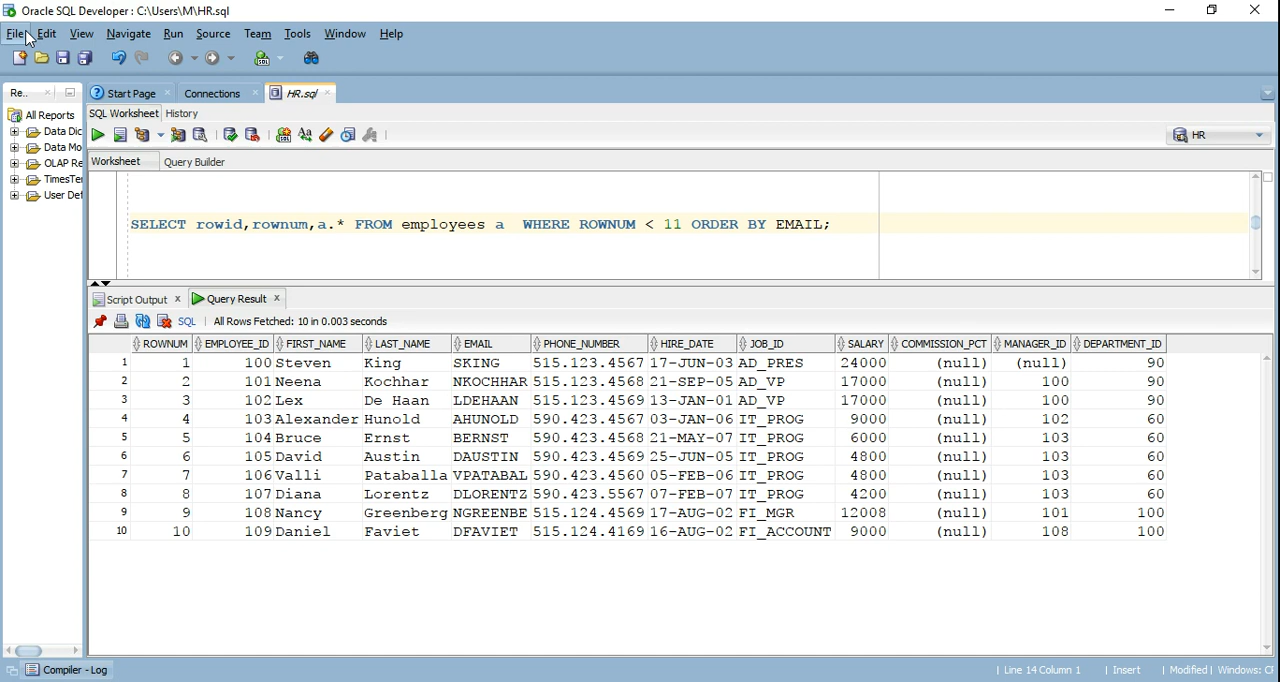 Oracle SQL Developer : C:\Users\M\HR.sql
File Edit View Navigate Run Source Team Tools Window Help
Re.. Start Page Connections HR.sql
SQL Worksheet History
HR
Worksheet Query Builder
All Reports
Data Dic
Data Mo
OLAP Re
TimesTe
User Def
SELECT rowid,rownum,a.* FROM employees a WHERE ROWNUM < 11 ORDER BY EMAIL;
Script Output Query Result
SQL All Rows Fetched: 10 in 0.003 seconds
ROWNUM EMPLOYEE_ID FIRST_NAME LAST_NAME EMAIL PHONE_NUMBER HIRE_DATE JOB_ID SALARY COMMISSION_PCT MANAGER_ID DEPARTMENT_ID
1 1 100 Steven King SKING 515.123.4567 17-JUN-03 AD_PRES 24000 (null) (null) 90
2 2 101 Neena Kochhar NKOCHHAR 515.123.4568 21-SEP-05 AD_VP 17000 (null) 100 90
3 3 102 Lex De Haan LDEHAAN 515.123.4569 13-JAN-01 AD_VP 17000 (null) 100 90
4 4 103 Alexander Hunold AHUNOLD 590.423.4567 03-JAN-06 IT_PROG 9000 (null) 102 60
5 5 104 Bruce Ernst BERNST 590.423.4568 21-MAY-07 IT_PROG 6000 (null) 103 60
6 6 105 David Austin DAUSTIN 590.423.4569 25-JUN-05 IT_PROG 4800 (null) 103 60
7 7 106 Valli Pataballa VPATABAL 590.423.4560 05-FEB-06 IT_PROG 4800 (null) 103 60
8 8 107 Diana Lorentz DLORENTZ 590.423.5567 07-FEB-07 IT_PROG 4200 (null) 103 60
9 9 108 Nancy Greenberg NGREENBE 515.124.4569 17-AUG-02 FI_MGR 12008 (null) 101 100
10 10 109 Daniel Faviet DFAVIET 515.124.4169 16-AUG-02 FI_ACCOUNT 9000 (null) 108 100
Compiler - Log
Line 14 Column 1 | Insert | Modified | Windows: CF